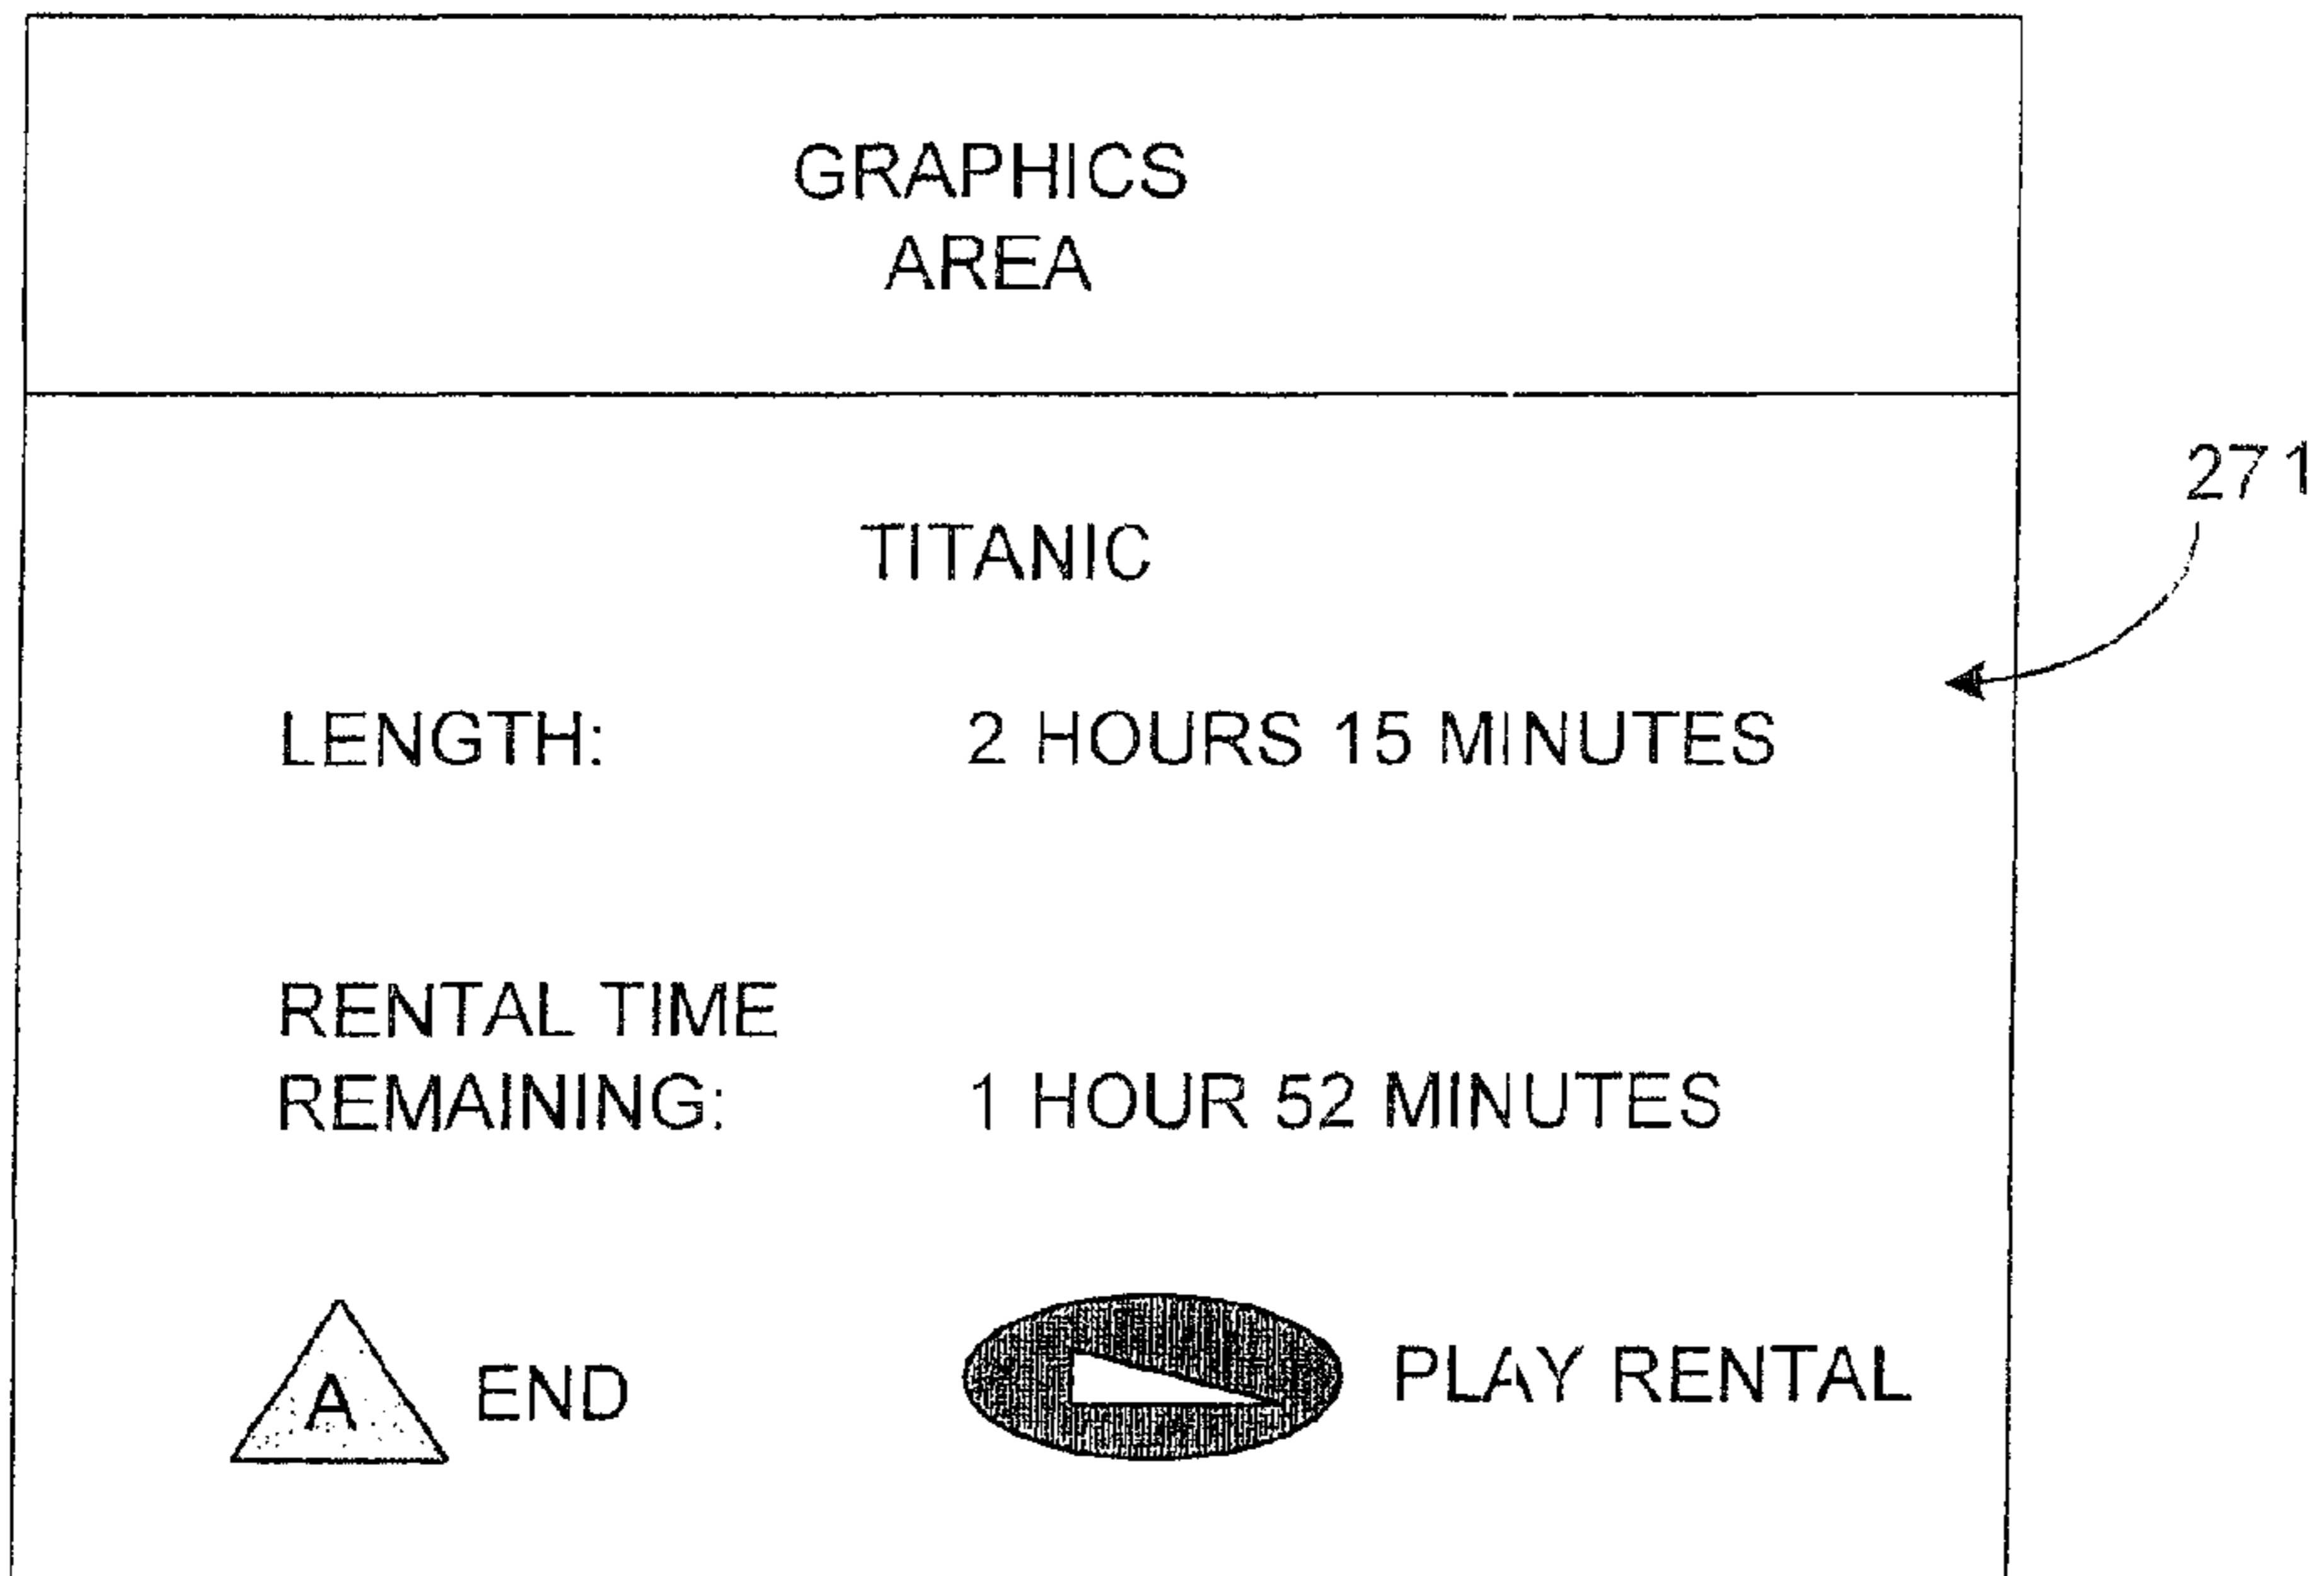 GRAPHICS
AREA
271
TITANIC
LENGTH: 2 HOURS 15 MINUTES
RENTAL TIME
REMAINING: 1 HOUR 52 MINUTES
A END PLAY RENTAL